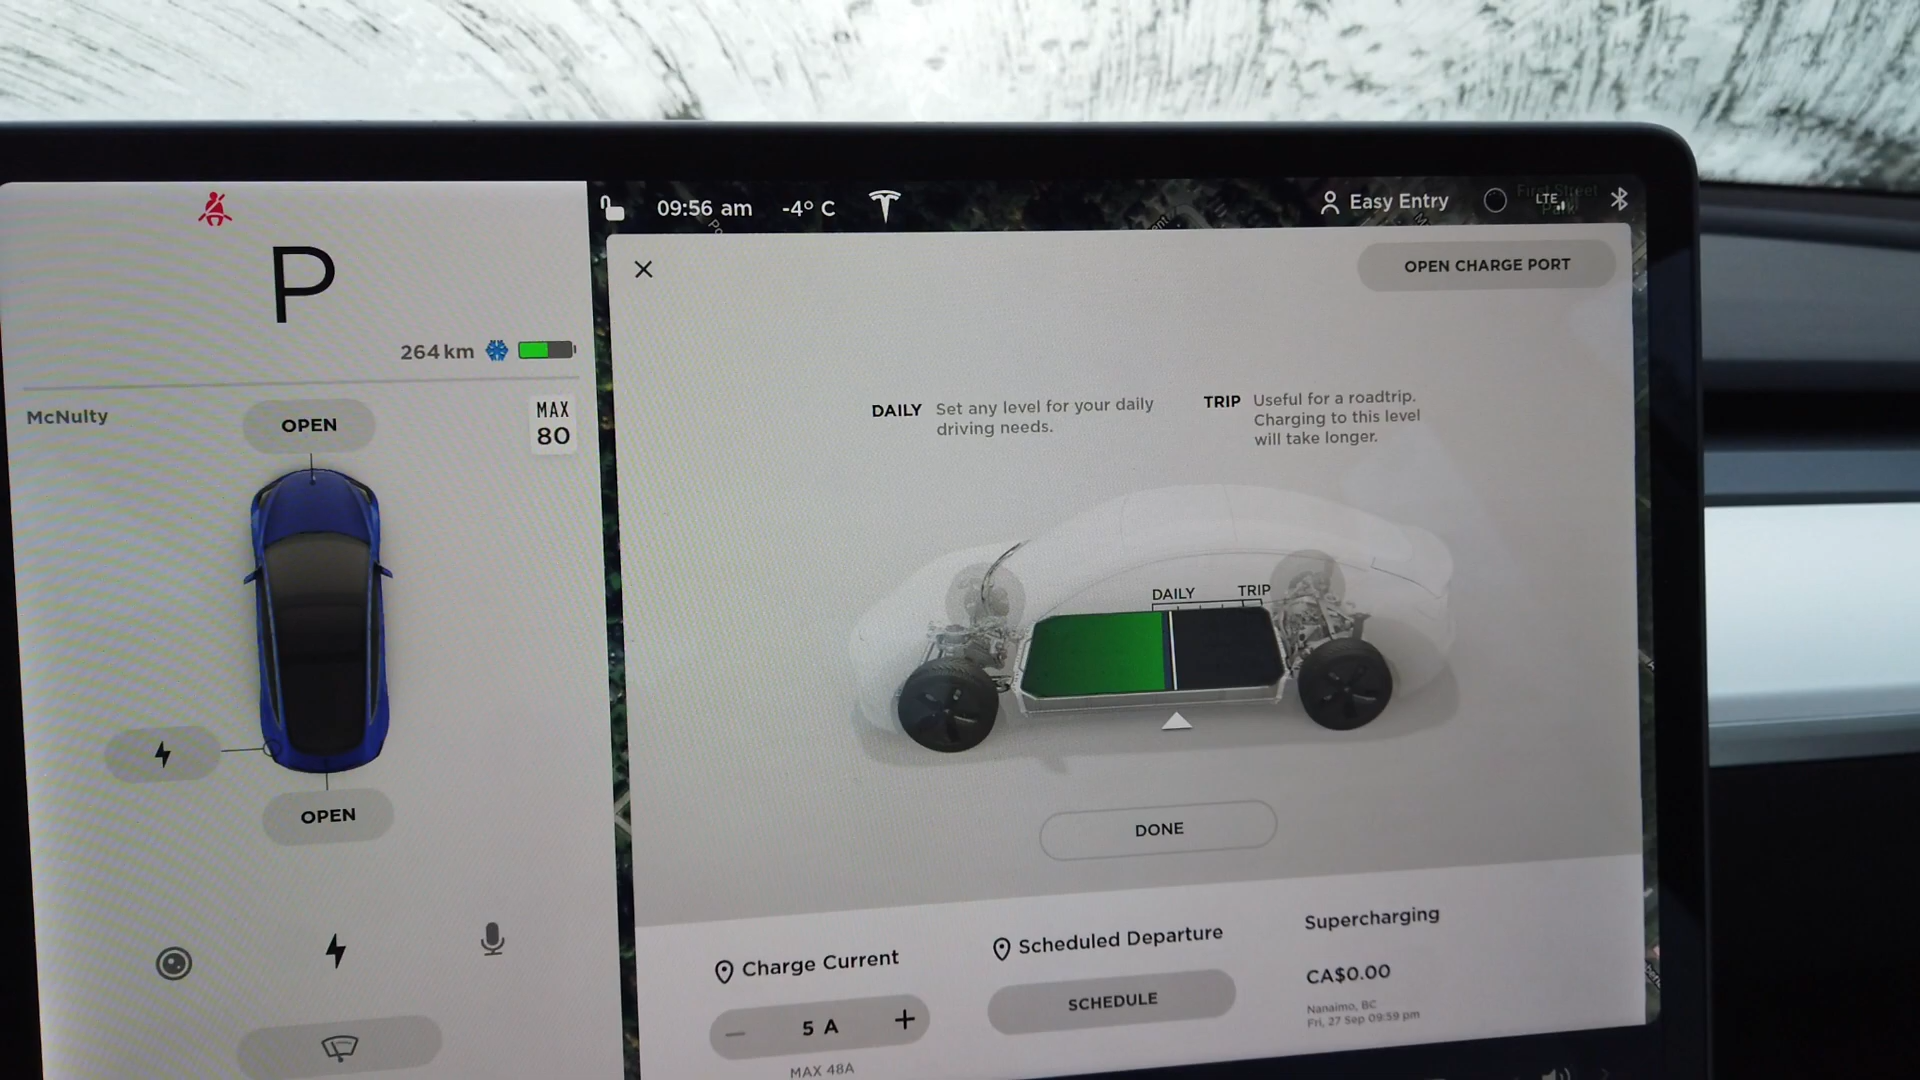 09:56 am -4° C
Easy Entry
LTE
First Street
Park
P
264 km
McNulty
OPEN
MAX
80
OPEN
OPEN CHARGE PORT
DAILY Set any level for your daily
driving needs.
TRIP Useful for a roadtrip.
Charging to this level
will take longer.
DAILY TRIP
DONE
Charge Current
5 A
MAX 48A
Scheduled Departure
SCHEDULE
Supercharging
CA$0.00
Nanaimo, BC
Fri, 27 Sep 09:59 pm